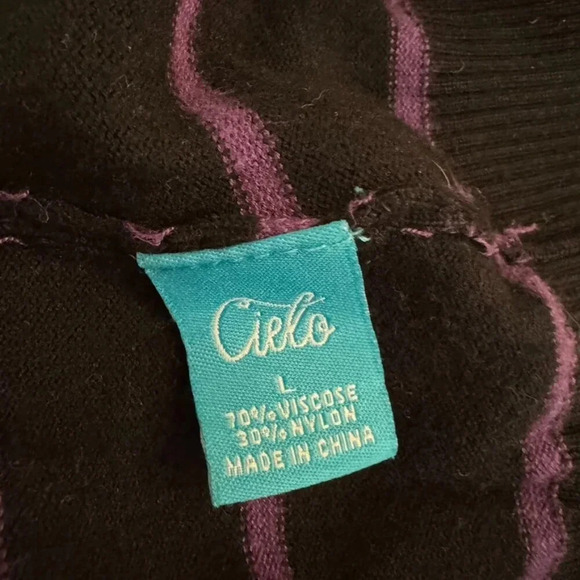 Cielo
L
70% VISCOSE
30% NYLON
MADE IN CHINA